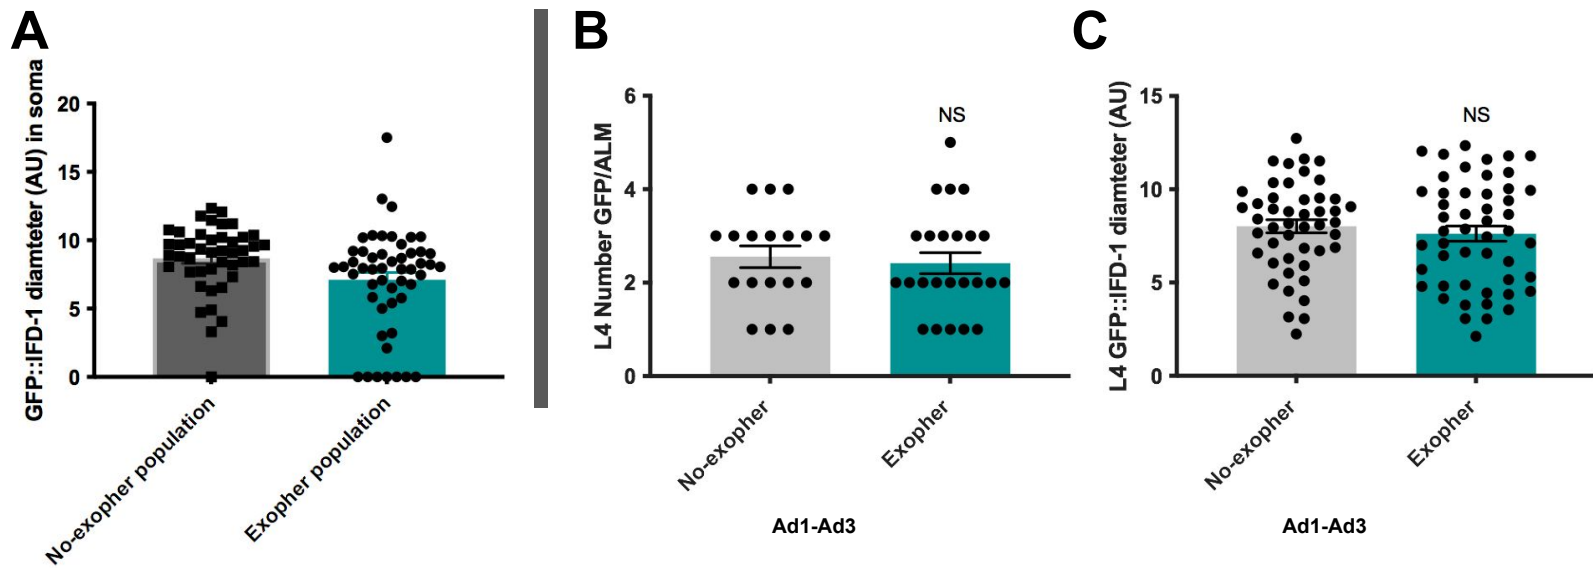 A
GFP::IFD-1 diamteter (AU) in soma
20
15
10
5
0
No-exopher population
Exopher population
B
L4 Number GFP/ALM
6
4
2
0
NS
No-exopher
Exopher
Ad1-Ad3
C
L4 GFP::IFD-1 diamteter (AU)
15
10
5
0
NS
No-exopher
Exopher
Ad1-Ad3